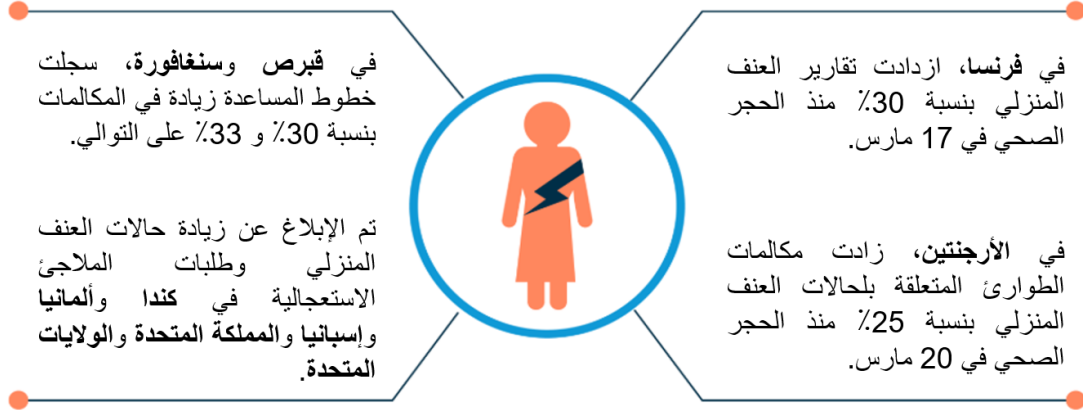 في فرنسا، ازدادت تقارير العنف
المنزلي بنسبة 30٪ منذ الحجر
الصحي في 17 مارس.
في قبرص وسنغافورة، سجلت
خطوط المساعدة زيادة في المكالمات
بنسبة 30٪ و 33٪ على التوالي.
في الأرجنتين، زادت مكالمات
الطوارئ المتعلقة بلحالات العنف
المنزلي بنسبة 25٪ منذ الحجر
الصحي في 20 مارس.
تم الإبلاغ عن زيادة حالات العنف
المنزلي وطلبات الملاجئ
الاستعجالية في كندا وألمانيا
وإسبانيا والمملكة المتحدة والولايات
المتحدة.